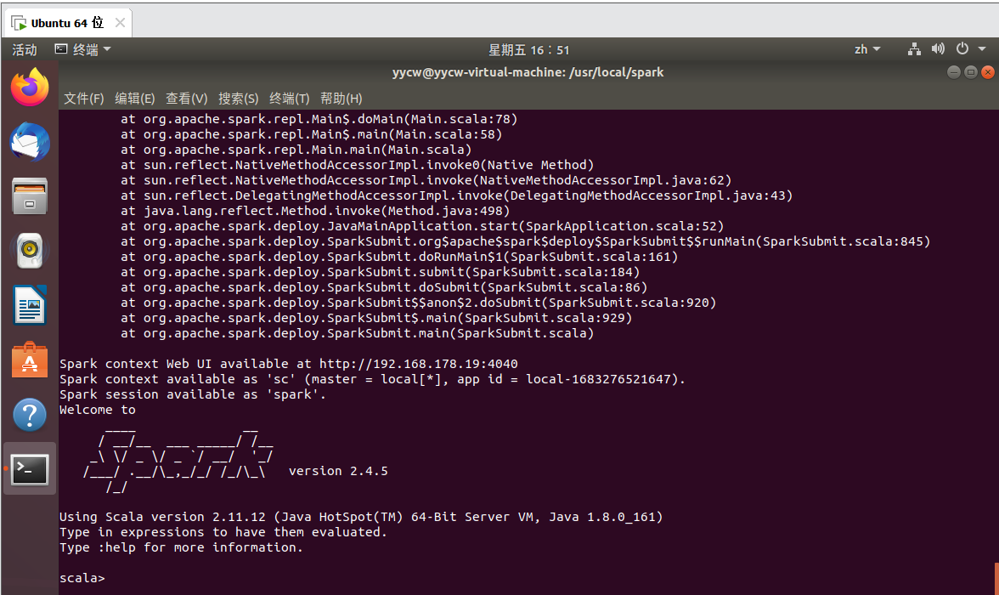 Ubuntu 64 位
活动 终端 星期五 16：51 zh
yycw@yycw-virtual-machine: /usr/local/spark
文件(F) 编辑(E) 查看(V) 搜索(S) 终端(T) 帮助(H)
at org.apache.spark.repl.Main$.doMain(Main.scala:78)
at org.apache.spark.repl.Main$.main(Main.scala:58)
at org.apache.spark.repl.Main.main(Main.scala)
at sun.reflect.NativeMethodAccessorImpl.invoke0(Native Method)
at sun.reflect.NativeMethodAccessorImpl.invoke(NativeMethodAccessorImpl.java:62)
at sun.reflect.DelegatingMethodAccessorImpl.invoke(DelegatingMethodAccessorImpl.java:43)
at java.lang.reflect.Method.invoke(Method.java:498)
at org.apache.spark.deploy.JavaMainApplication.start(SparkApplication.scala:52)
at org.apache.spark.deploy.SparkSubmit.org$apache$spark$deploy$SparkSubmit$$runMain(SparkSubmit.scala:845)
at org.apache.spark.deploy.SparkSubmit.doRunMain$1(SparkSubmit.scala:161)
at org.apache.spark.deploy.SparkSubmit.submit(SparkSubmit.scala:184)
at org.apache.spark.deploy.SparkSubmit.doSubmit(SparkSubmit.scala:86)
at org.apache.spark.deploy.SparkSubmit$$anon$2.doSubmit(SparkSubmit.scala:920)
at org.apache.spark.deploy.SparkSubmit$.main(SparkSubmit.scala:929)
at org.apache.spark.deploy.SparkSubmit.main(SparkSubmit.scala)
Spark context Web UI available at http://192.168.178.19:4040
Spark context available as 'sc' (master = local[*], app id = local-1683276521647).
Spark session available as 'spark'.
Welcome to
Spark version 2.4.5
Using Scala version 2.11.12 (Java HotSpot(TM) 64-Bit Server VM, Java 1.8.0_161)
Type in expressions to have them evaluated.
Type :help for more information.
scala>